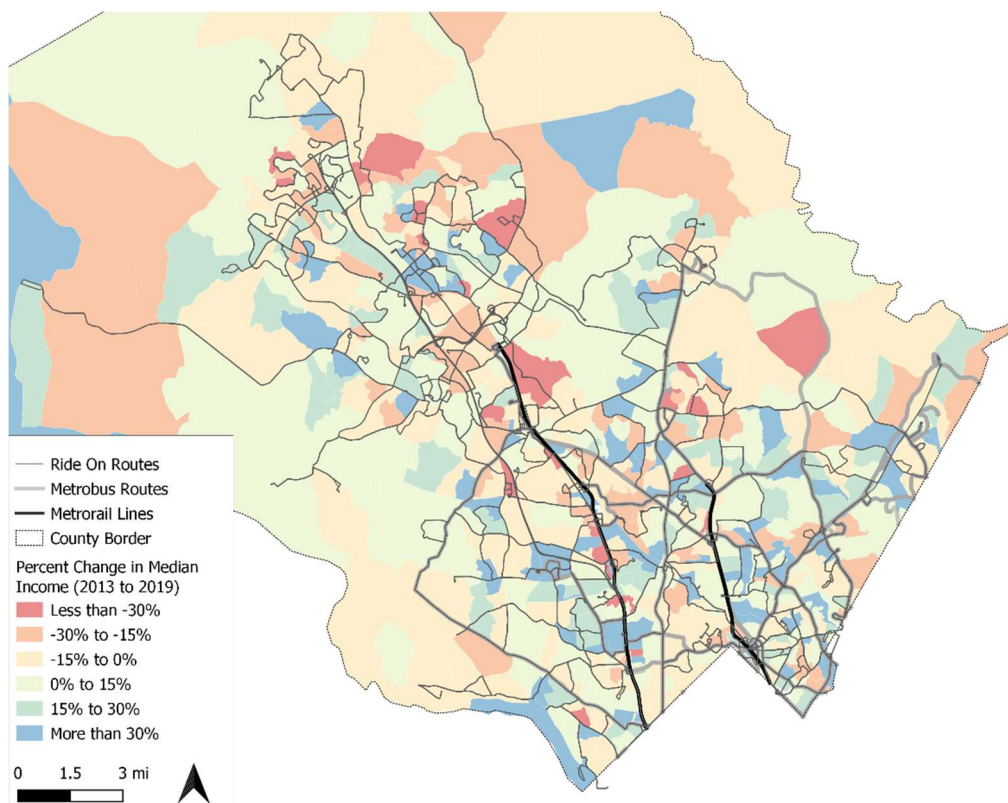 Ride On Routes
Metrobus Routes
Metrorail Lines
County Border
Percent Change in Median
Income (2013 to 2019)
Less than -30%
-30% to -15%
-15% to 0%
0% to 15%
15% to 30%
More than 30%
0 1.5 3 mi